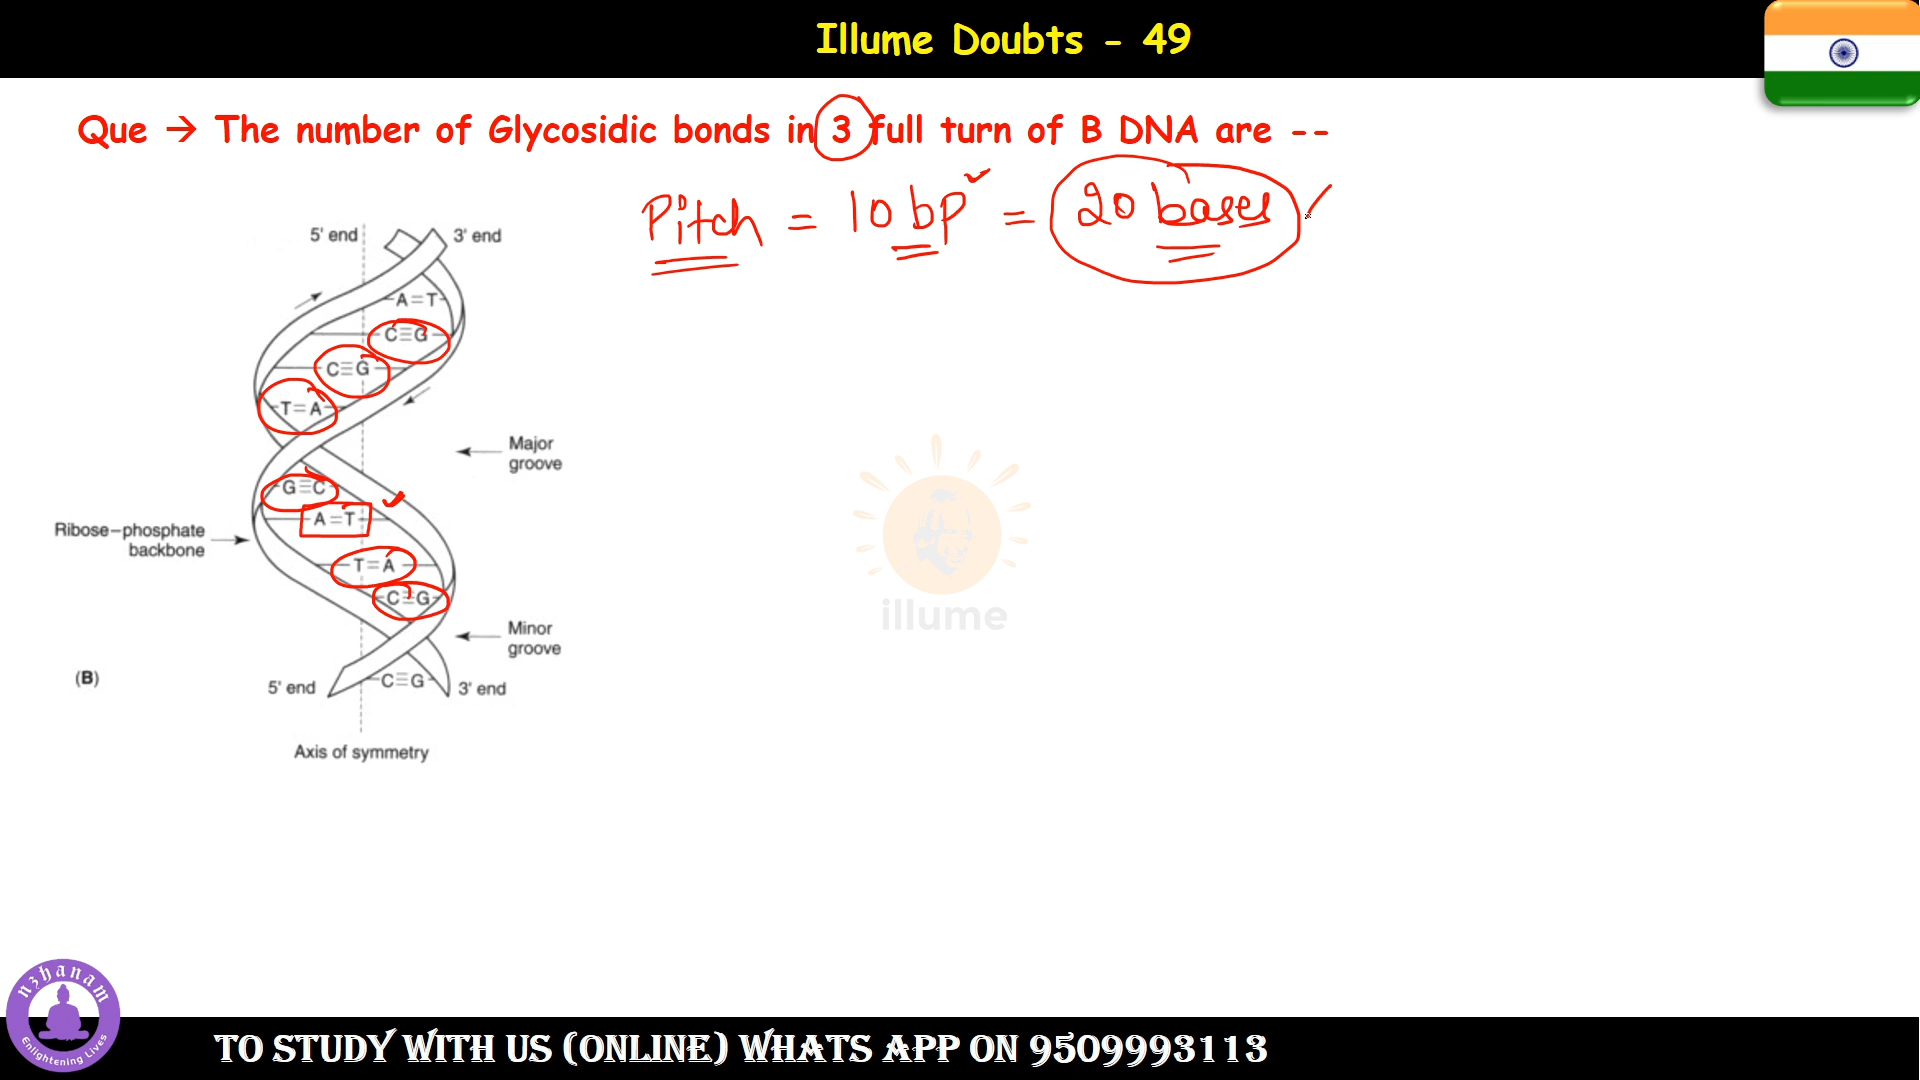 Illume Doubts - 49
Que → The number of Glycosidic bonds in 3 full turn of B DNA are --
Pitch = 10 bp = 20 bases
5' end
3' end
A=T
C≡G
C≡G
T=A
Major
groove
G≡C
A=T
Ribose–phosphate
backbone
T=A
C≡G
Minor
groove
(B)
5' end
C≡G
3' end
Axis of symmetry
illume
nzhanam
Enlightening Lives
TO STUDY WITH US (ONLINE) WHATS APP ON 9509993113